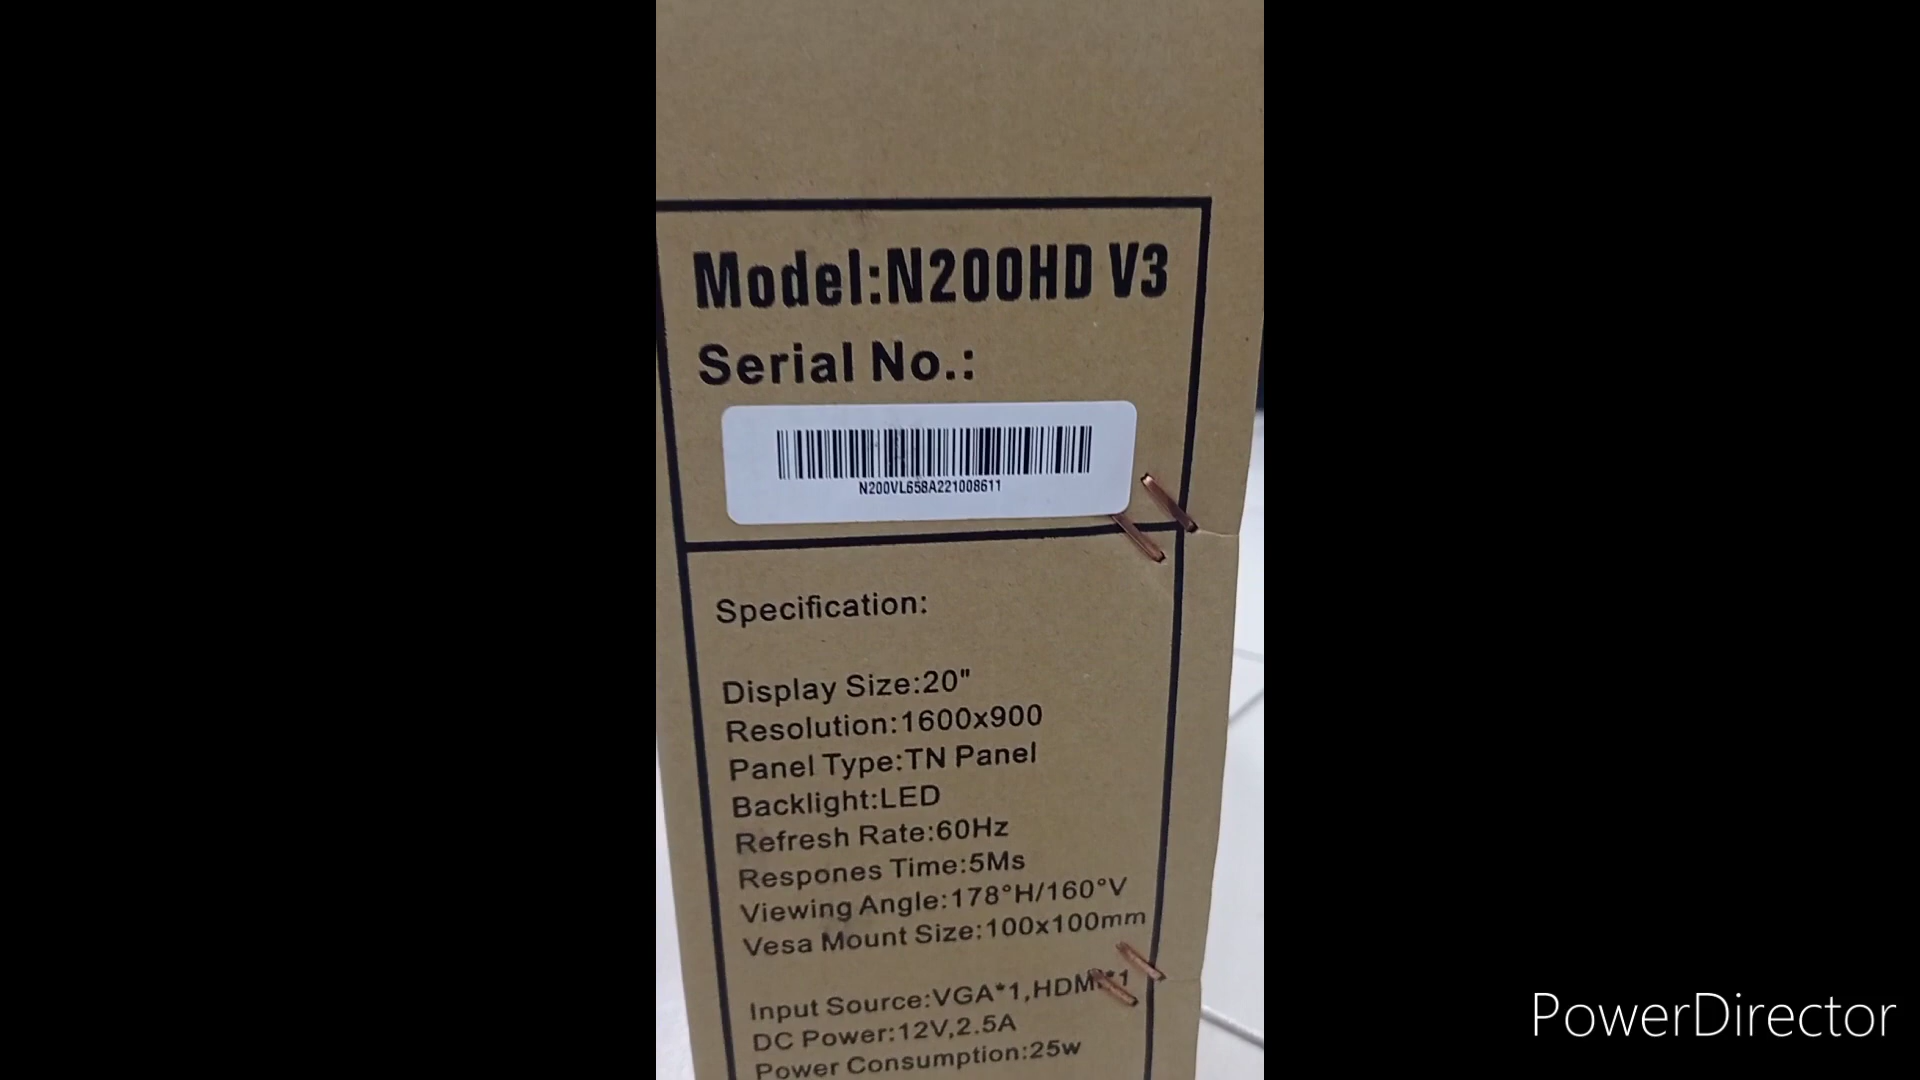 Model:N200HD V3
Serial No.:
N200VL658A221008611
Specification:
Display Size:20"
Resolution:1600x900
Panel Type:TN Panel
Backlight:LED
Refresh Rate:60Hz
Respones Time:5Ms
Viewing Angle:178°H/160°V
Vesa Mount Size:100x100mm
Input Source:VGA*1,HDMI*1
DC Power:12V,2.5A
Power Consumption:25w
PowerDirector